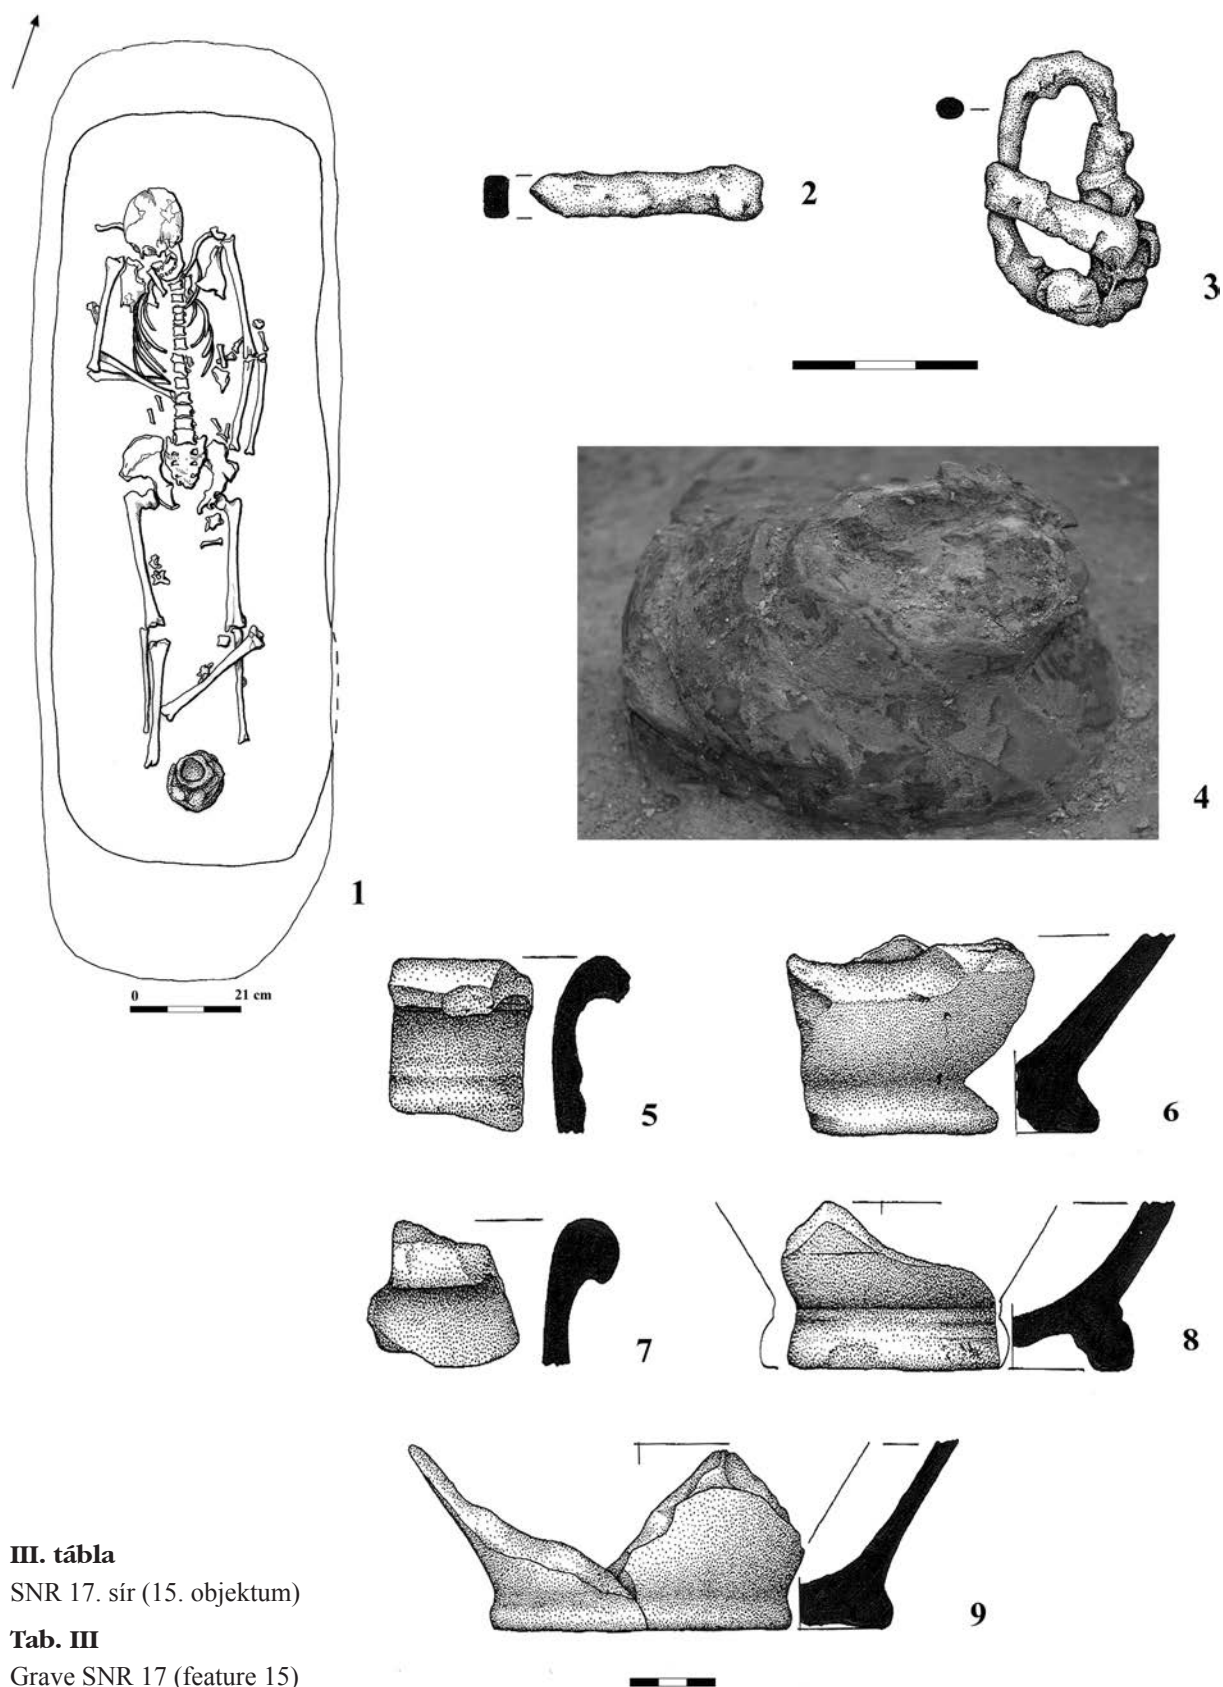 2
3
4
1
0 21 cm
5
6
7
8
9
III. tábla
SNR 17. sír (15. objektum)
Tab. III
Grave SNR 17 (feature 15)